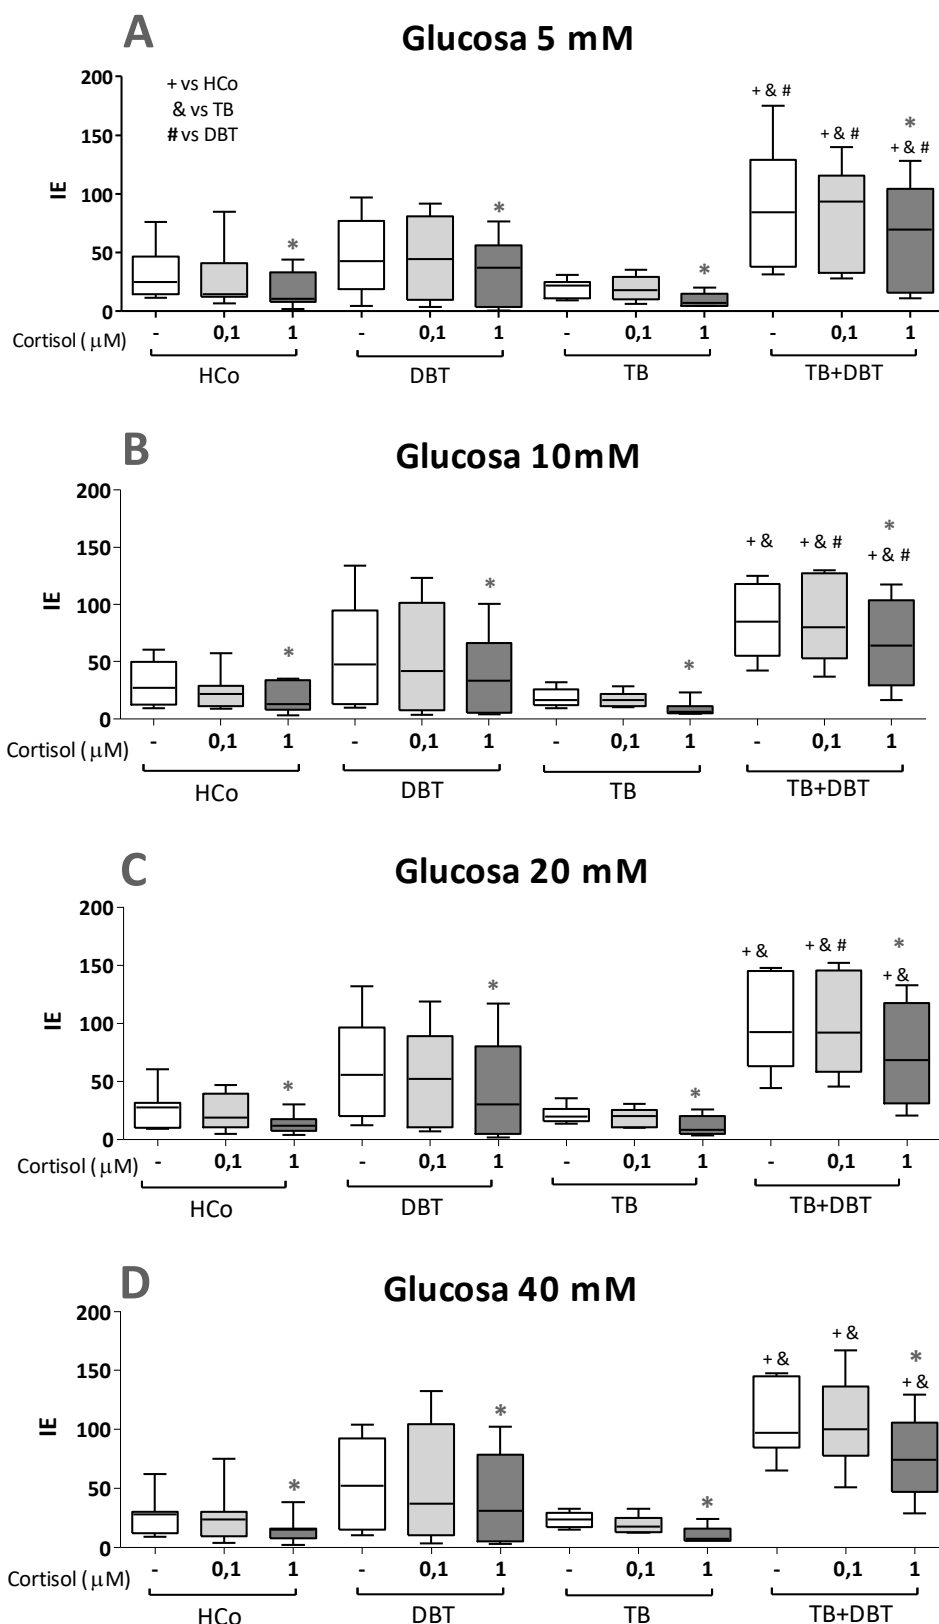 A
Glucosa 5 mM
+ vs HCo
& vs TB
# vs DBT
200
150
100
50
0
IE
+ & #
+ & #
*
+ & #
*
*
*
Cortisol (μM)
- 0,1 1 - 0,1 1 - 0,1 1 - 0,1 1
HCo DBT TB TB+DBT
B
Glucosa 10mM
200
150
100
50
0
IE
*
+ & + & # + & #
*
*
*
Cortisol (μM)
- 0,1 1 - 0,1 1 - 0,1 1 - 0,1 1
HCo DBT TB TB+DBT
C
Glucosa 20 mM
200
150
100
50
0
IE
+ & + & # *
+ &
*
*
*
Cortisol (μM)
- 0,1 1 - 0,1 1 - 0,1 1 - 0,1 1
HCo DBT TB TB+DBT
D
Glucosa 40 mM
200
150
100
50
0
IE
+ &
+ & *
+ &
*
*
*
Cortisol (μM)
- 0,1 1 - 0,1 1 - 0,1 1 - 0,1 1
HCo DBT TB TB+DBT